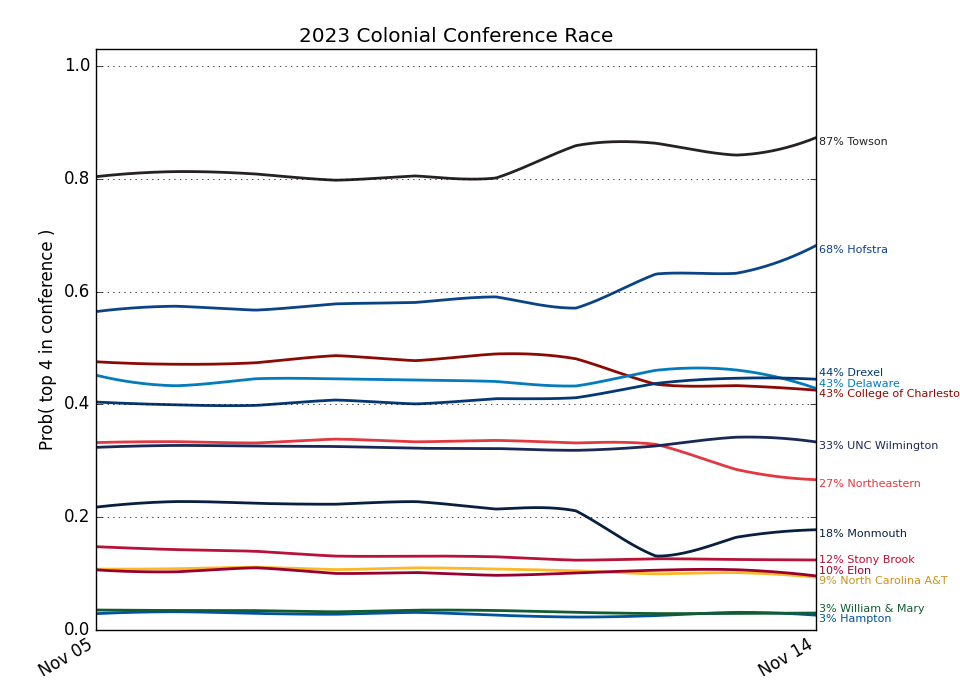 2023 Colonial Conference Race
Prob( top 4 in conference )
1.0
0.8
0.6
0.4
0.2
0.0
Nov 05
Nov 14
87% Towson
68% Hofstra
44% Drexel
43% Delaware
43% College of Charlesto
33% UNC Wilmington
27% Northeastern
18% Monmouth
12% Stony Brook
10% Elon
9% North Carolina A&T
3% William & Mary
3% Hampton